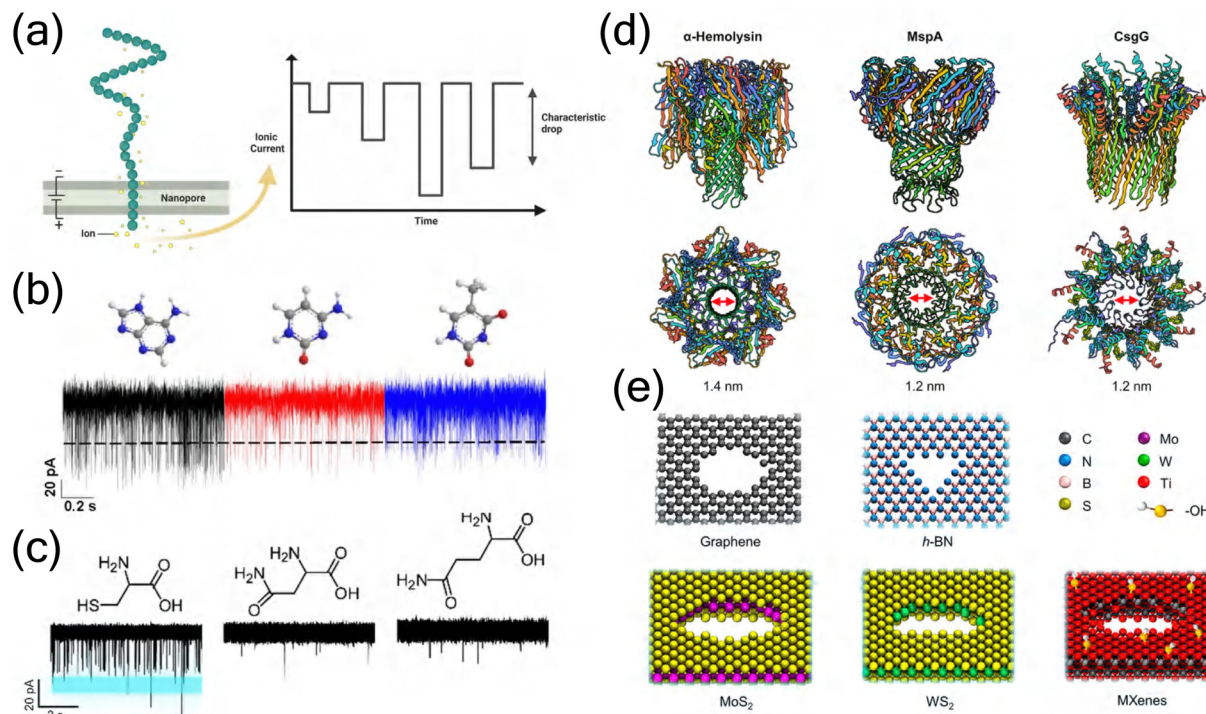 (a)
−
+
Nanopore
Ion
Ionic
Current
Characteristic
drop
Time
(b)
20 pA
0.2 s
(c)
H₂N
O
HS
OH
NH₂
H₂N
O
O
OH
NH₂
O
OH
H₂N
O
20 pA
(d)
α-Hemolysin
MspA
CsgG
1.4 nm
1.2 nm
1.2 nm
(e)
Graphene
h-BN
C
N
B
S
Mo
W
Ti
-OH
MoS₂
WS₂
MXenes